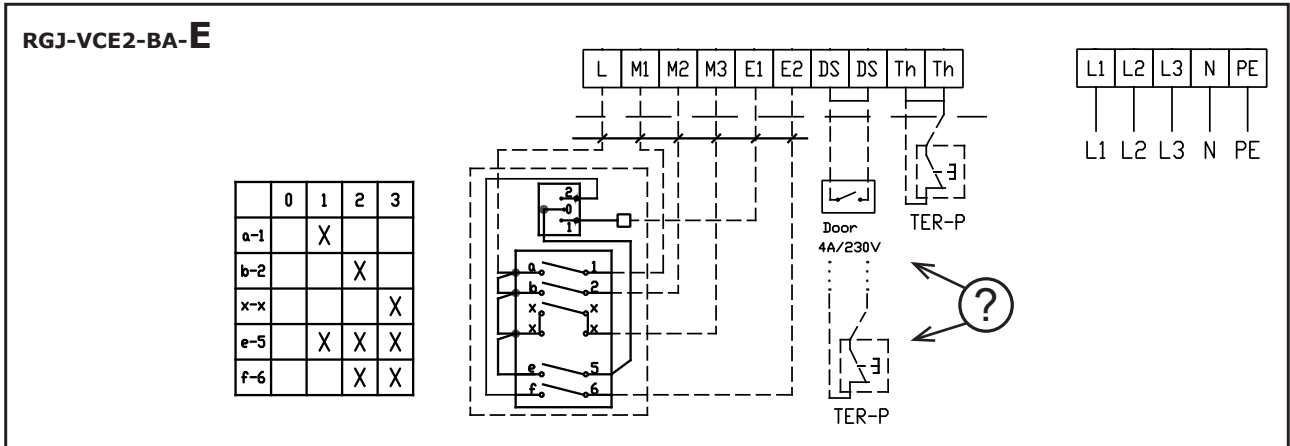 RGJ-VCE2-BA-E
L M1 M2 M3 E1 E2 DS DS Th Th
L1 L2 L3 N PE
L1 L2 L3 N PE
0 1 2 3
a-1 X
b-2 X
x-x X
e-5 X X X
f-6 X X
2
0
1
a 1
b 2
x x
x x
e 5
f 6
Door
4A/230V
TER-P
?
TER-P